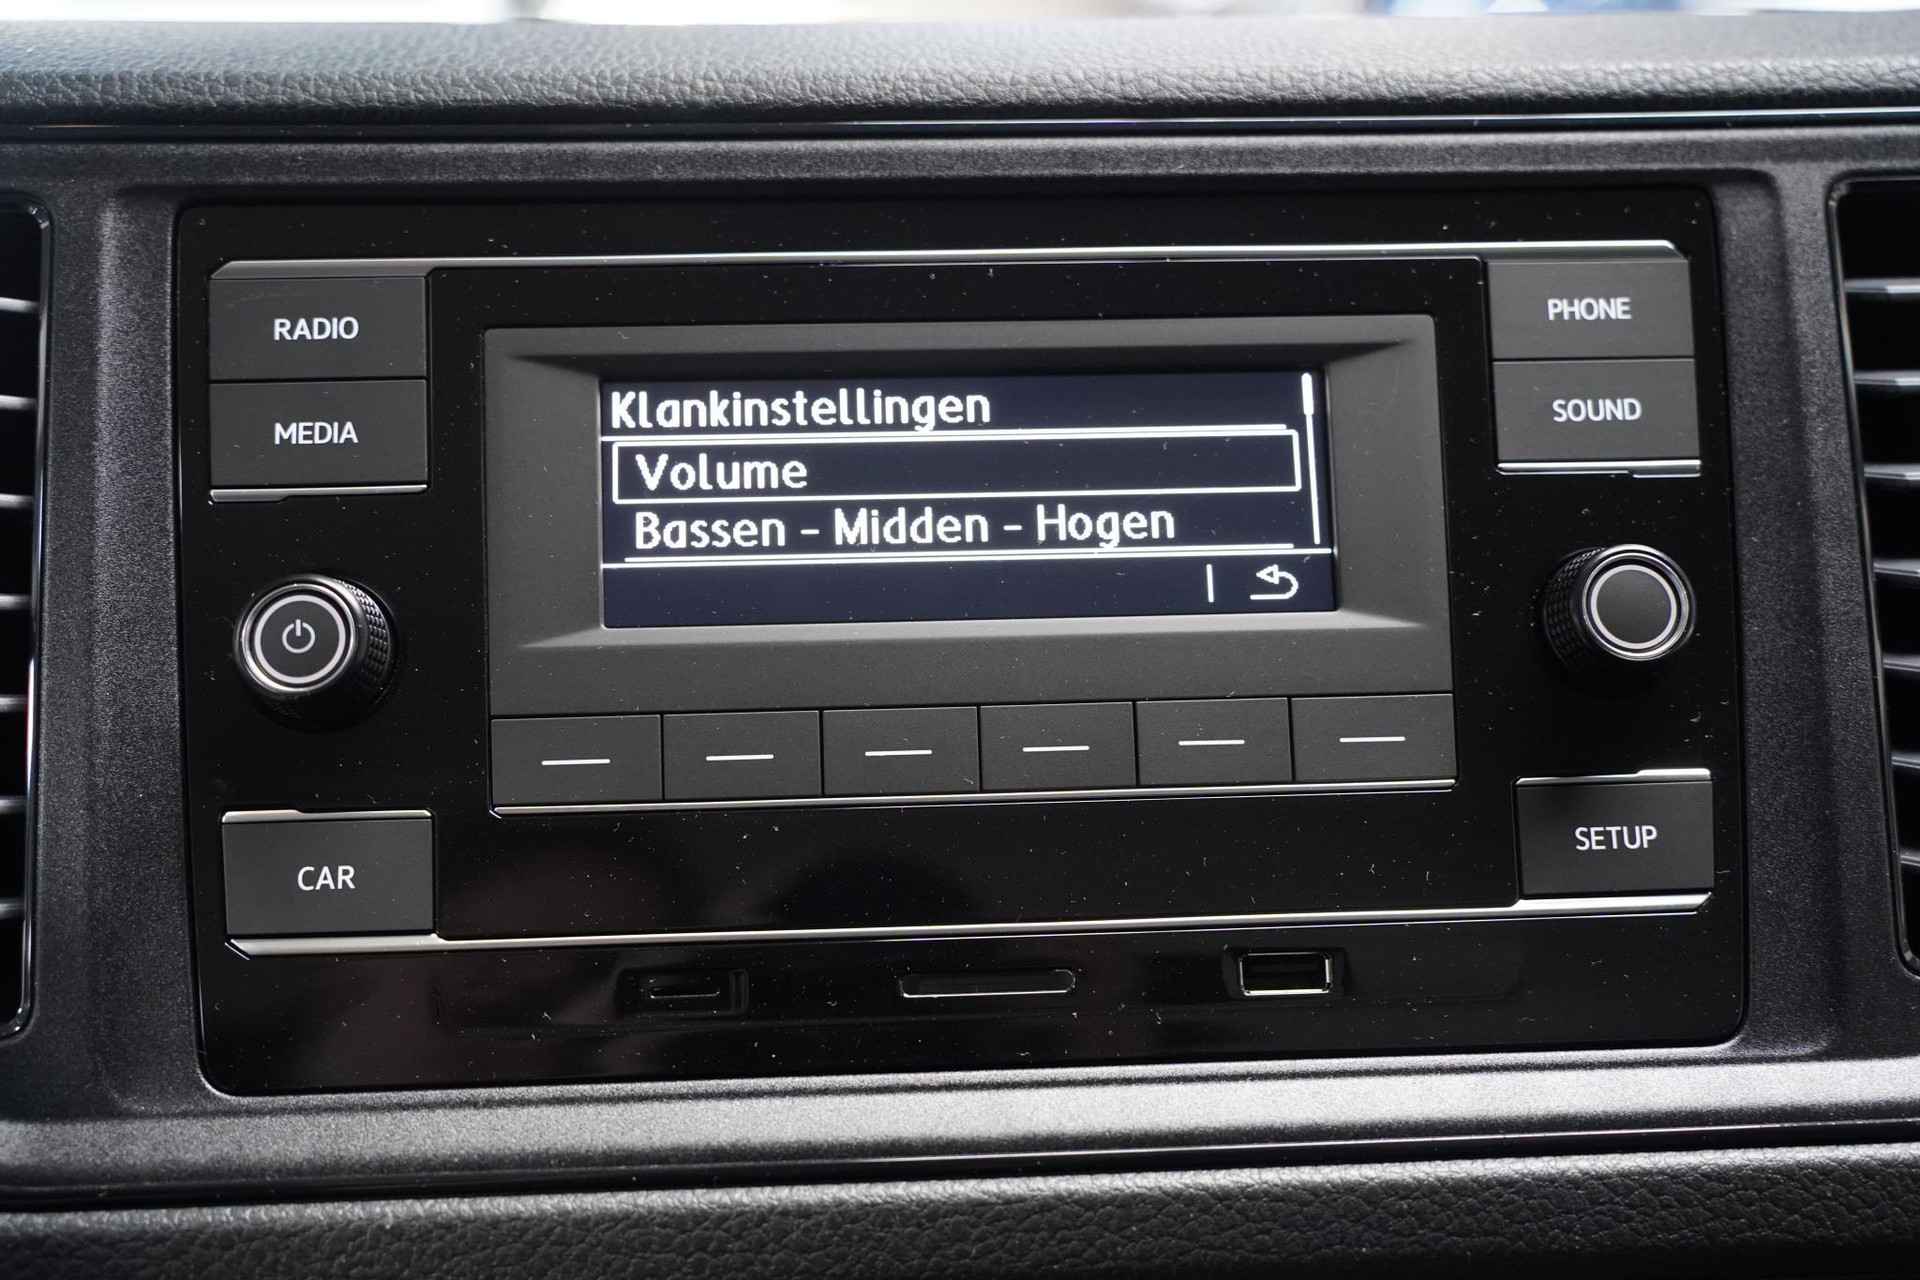 RADIO
MEDIA
CAR
Klankinstellingen
Volume
Bassen - Midden - Hogen
PHONE
SOUND
SETUP